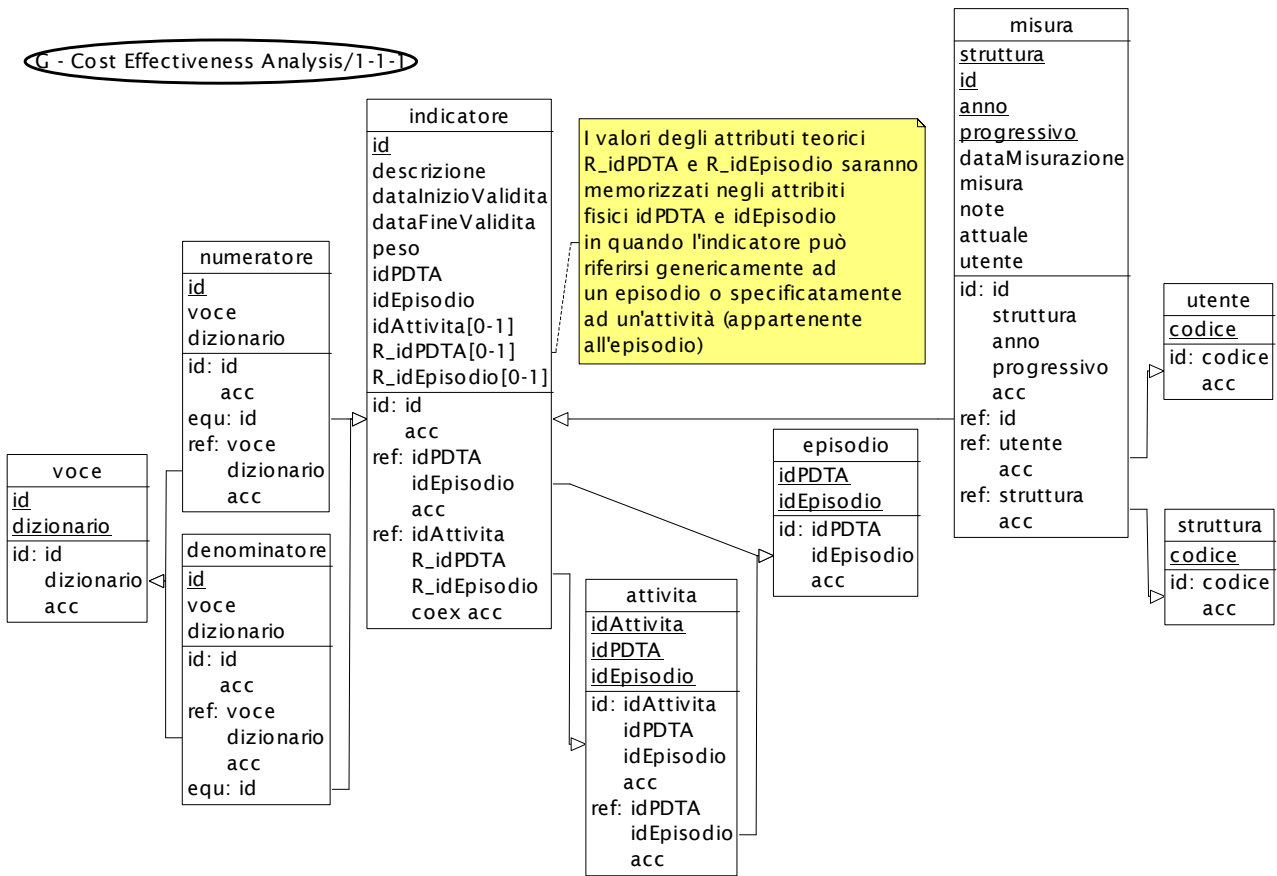 G - Cost Effectiveness Analysis/1-1-1
misura
struttura
id
anno
progressivo
dataMisurazione
misura
note
attuale
utente
id: id
struttura
anno
progressivo
acc
ref: id
ref: utente
acc
ref: struttura
acc
indicatore
id
descrizione
dataInizioValidita
dataFineValidita
peso
idPDTA
idEpisodio
idAttivita[0-1]
R_idPDTA[0-1]
R_idEpisodio[0-1]
id: id
acc
ref: idPDTA
idEpisodio
acc
ref: idAttivita
R_idPDTA
R_idEpisodio
coex acc
I valori degli attributi teorici
R_idPDTA e R_idEpisodio saranno
memorizzati negli attribiti
fisici idPDTA e idEpisodio
in quando l'indicatore può
riferirsi genericamente ad
un episodio o specificatamente
ad un'attività (appartenente
all'episodio)
numeratore
id
voce
dizionario
id: id
acc
equ: id
ref: voce
dizionario
acc
utente
codice
id: codice
acc
voce
id
dizionario
id: id
dizionario
acc
episodio
idPDTA
idEpisodio
id: idPDTA
idEpisodio
acc
struttura
codice
id: codice
acc
denominatore
id
voce
dizionario
id: id
acc
ref: voce
dizionario
acc
equ: id
attivita
idAttivita
idPDTA
idEpisodio
id: idAttivita
idPDTA
idEpisodio
acc
ref: idPDTA
idEpisodio
acc